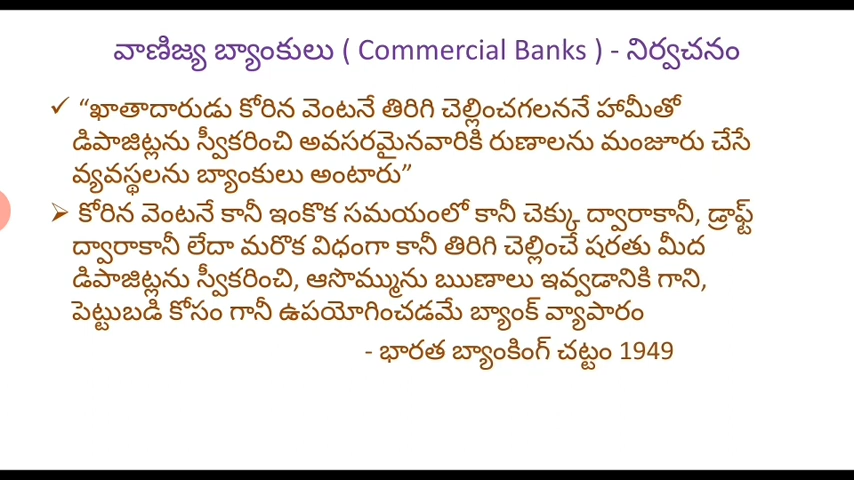 వాణిజ్య బ్యాంకులు ( Commercial Banks ) - నిర్వచనం
✓ “ఖాతాదారుడు కోరిన వెంటనే తిరిగి చెల్లించగలననే హామీతో
డిపాజిట్లను స్వీకరించి అవసరమైనవారికి రుణాలను మంజూరు చేసే
వ్యవస్థలను బ్యాంకులు అంటారు”
➢ కోరిన వెంటనే కానీ ఇంకొక సమయంలో కానీ చెక్కు ద్వారాకానీ, డ్రాఫ్ట్
ద్వారాకానీ లేదా మరొక విధంగా కానీ తిరిగి చెల్లించే షరతు మీద
డిపాజిట్లను స్వీకరించి, ఆసొమ్మును ఋణాలు ఇవ్వడానికి గాని,
పెట్టుబడి కోసం గానీ ఉపయోగించడమే బ్యాంక్ వ్యాపారం
- భారత బ్యాంకింగ్ చట్టం 1949